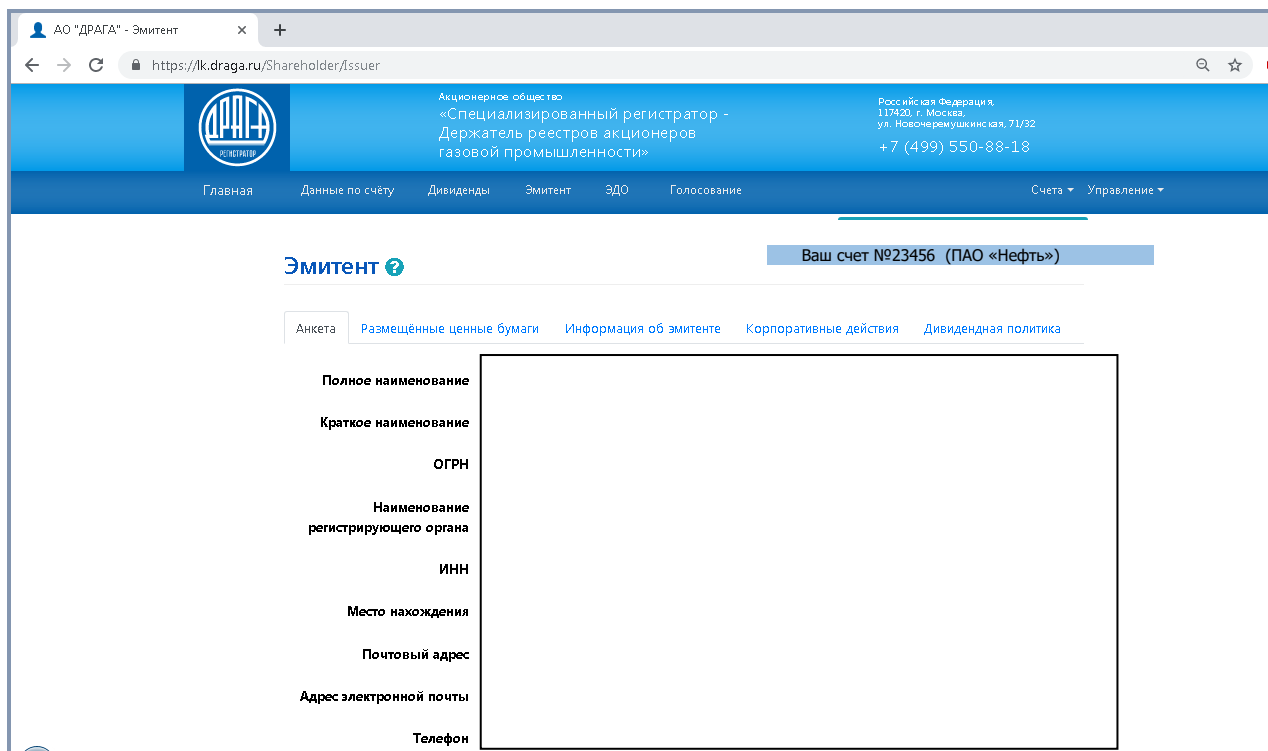 АО "ДРАГА" - Эмитент
https://lk.draga.ru/Shareholder/Issuer
ДРАГА
РЕГИСТРАТОР
Акционерное общество
«Специализированный регистратор -
Держатель реестров акционеров
газовой промышленности»
Российская Федерация,
117420, г. Москва,
ул. Новочеремушкинская, 71/32
+7 (499) 550-88-18
Главная Данные по счёту Дивиденды Эмитент ЭДО Голосование Счета Управление
Эмитент ?
Ваш счет №23456 (ПАО «Нефть»)
Анкета Размещённые ценные бумаги Информация об эмитенте Корпоративные действия Дивидендная политика
Полное наименование
Краткое наименование
ОГРН
Наименование
регистрирующего органа
ИНН
Место нахождения
Почтовый адрес
Адрес электронной почты
Телефон